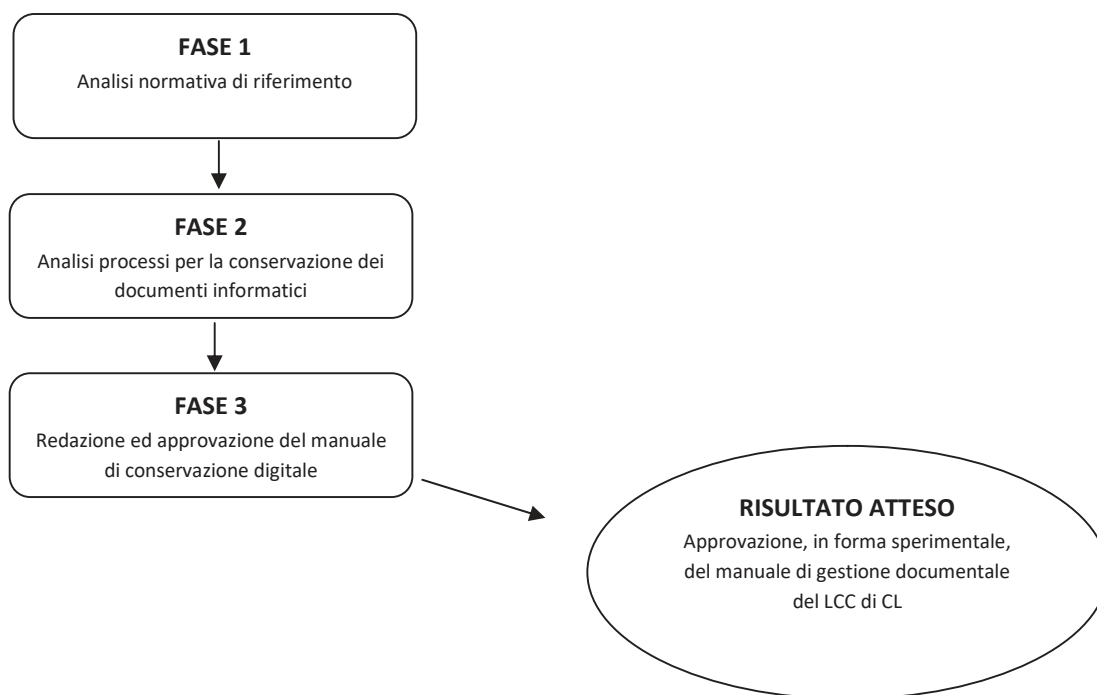 FASE 1
Analisi normativa di riferimento
FASE 2
Analisi processi per la conservazione dei
documenti informatici
FASE 3
Redazione ed approvazione del manuale
di conservazione digitale
RISULTATO ATTESO
Approvazione, in forma sperimentale,
del manuale di gestione documentale
del LCC di CL